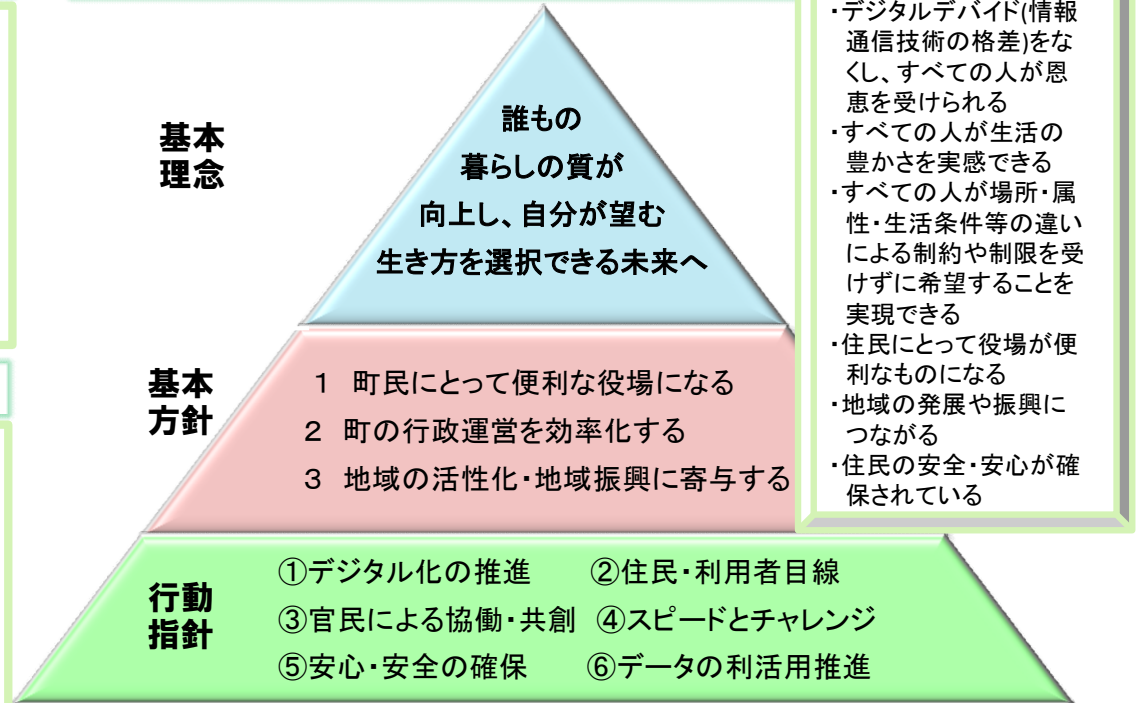 基本
理念
誰もの
暮らしの質が
向上し、自分が望む
生き方を選択できる未来へ
基本
方針
1 町民にとって便利な役場になる
2 町の行政運営を効率化する
3 地域の活性化・地域振興に寄与する
行動
指針
①デジタル化の推進 ②住民・利用者目線
③官民による協働・共創 ④スピードとチャレンジ
⑤安心・安全の確保 ⑥データの利活用推進
・デジタルデバイド(情報
通信技術の格差)をな
くし、すべての人が恩
恵を受けられる
・すべての人が生活の
豊かさを実感できる
・すべての人が場所・属
性・生活条件等の違い
による制約や制限を受
けずに希望することを
実現できる
・住民にとって役場が便
利なものになる
・地域の発展や振興に
つながる
・住民の安全・安心が確
保されている